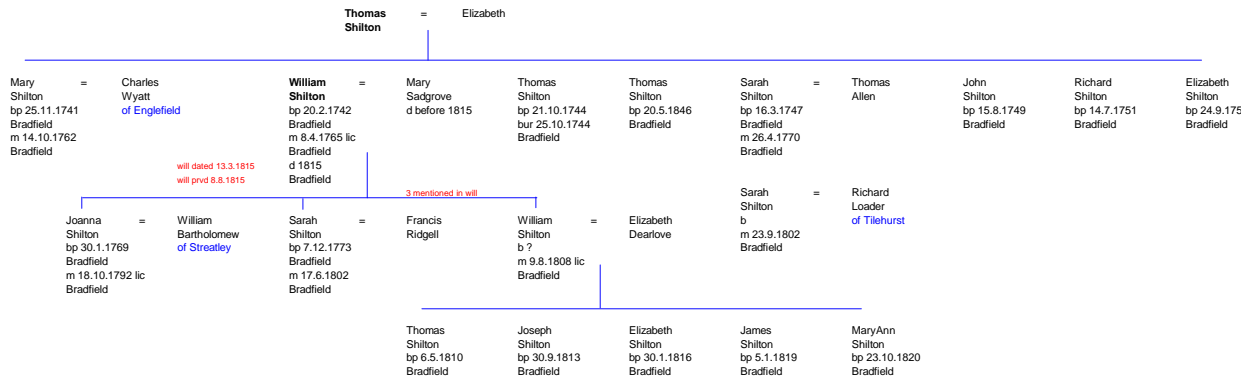 Thomas = Elizabeth
Shilton
Mary = Charles
Shilton Wyatt
bp 25.11.1741 of Englefield
Bradfield
m 14.10.1762
Bradfield
William = Mary
Shilton Sadgrove
bp 20.2.1742 d before 1815
Bradfield
m 8.4.1765 lic
Bradfield
d 1815
Bradfield
Thomas
Shilton
bp 21.10.1744
bur 25.10.1744
Thomas
Shilton
bp 20.5.1846
Bradfield
Sarah = Thomas
Shilton Allen
bp 16.3.1747
Bradfield
m 26.4.1770
Bradfield
John
Shilton
bp 15.8.1749
Bradfield
Richard
Shilton
bp 14.7.1751
Bradfield
Elizabeth
Shilton
bp 24.9.175
Bradfield
will dated 13.3.1815
will prvd 8.8.1815
3 mentioned in will
Joanna = William
Shilton Bartholomew
bp 30.1.1769 of Streatley
Bradfield
m 18.10.1792 lic
Bradfield
Sarah = Francis
Shilton Ridgell
bp 7.12.1773
Bradfield
m 17.6.1802
Bradfield
William = Elizabeth
Shilton Dearlove
b ?
m 9.8.1808 lic
Bradfield
Sarah = Richard
Shilton Loader
b of Tilehurst
m 23.9.1802
Bradfield
Thomas
Shilton
bp 6.5.1810
Bradfield
Joseph
Shilton
bp 30.9.1813
Bradfield
Elizabeth
Shilton
bp 30.1.1816
Bradfield
James
Shilton
bp 5.1.1819
Bradfield
MaryAnn
Shilton
bp 23.10.1820
Bradfield